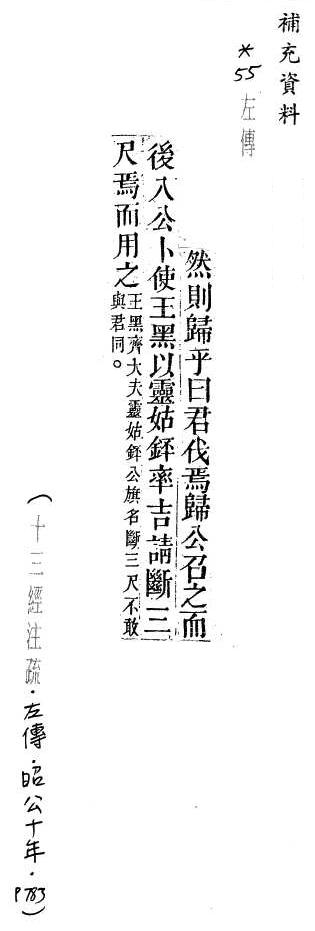 補充資料
*55 左傳
然則歸乎曰君伐焉歸公召之而
後入公卜使王黑以靈姑銔率吉請斷三
尺焉而用之王黑齊大夫靈姑銔公旗名斷三尺不敢
與君同。
(十三經注疏·左傳·昭公十年·P783)